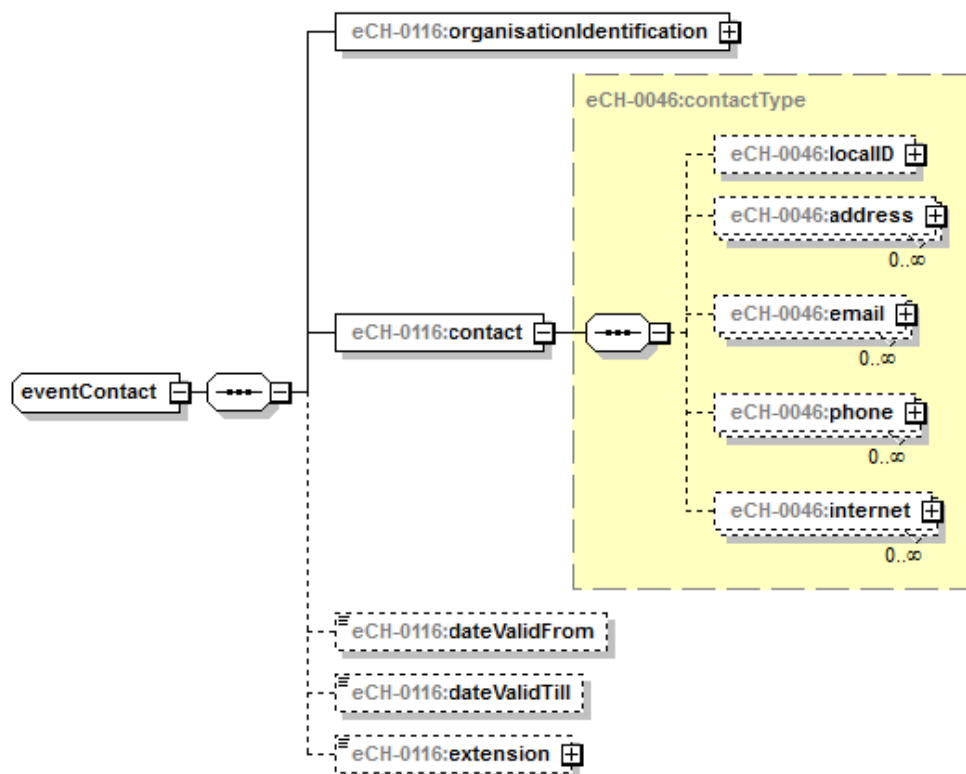 eCH-0116:organisationIdentification
eCH-0046:contactType
eCH-0046:localID
eCH-0046:address
0..∞
eCH-0116:contact
eCH-0046:email
0..∞
eventContact
eCH-0046:phone
0..∞
eCH-0046:internet
0..∞
eCH-0116:dateValidFrom
eCH-0116:dateValidTill
eCH-0116:extension